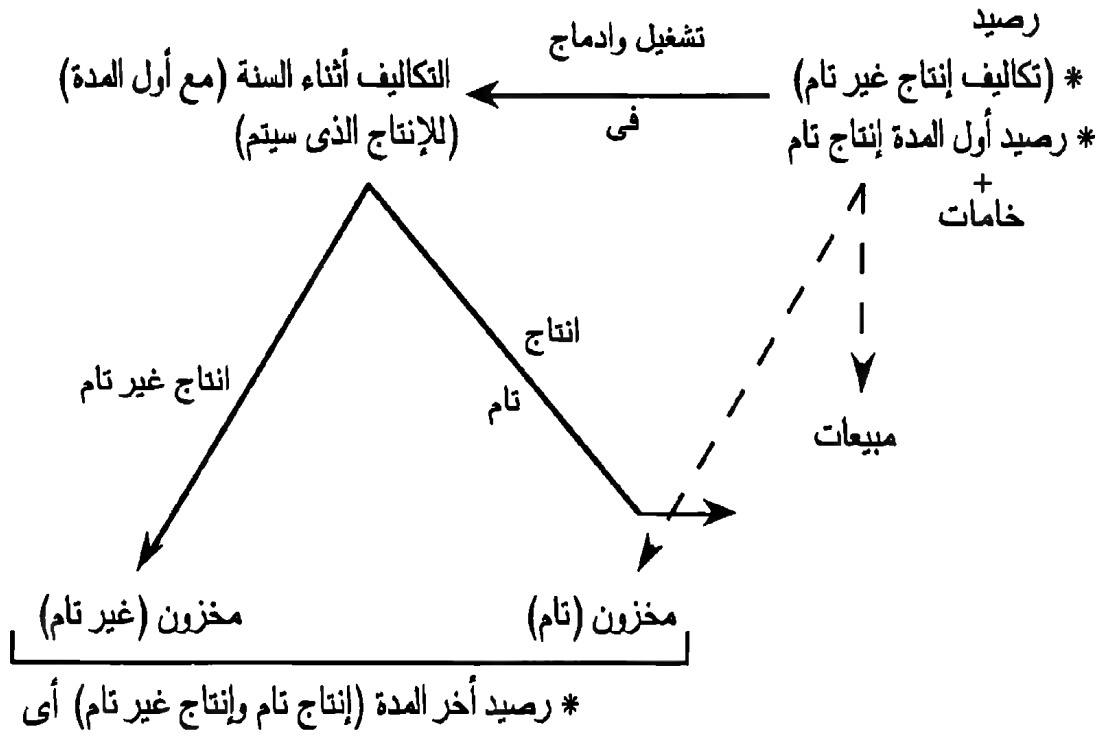 رصيد
* (تكاليف إنتاج غير تام)
* رصيد أول المدة إنتاج تام
+
خامات
تشغيل وادماج
فى
التكاليف أثناء السنة (مع أول المدة)
(للإنتاج الذى سيتم)
انتاج
تام
انتاج غير تام
مبيعات
مخزون (تام)
مخزون (غير تام)
* رصيد أخر المدة (إنتاج تام وإنتاج غير تام) أى